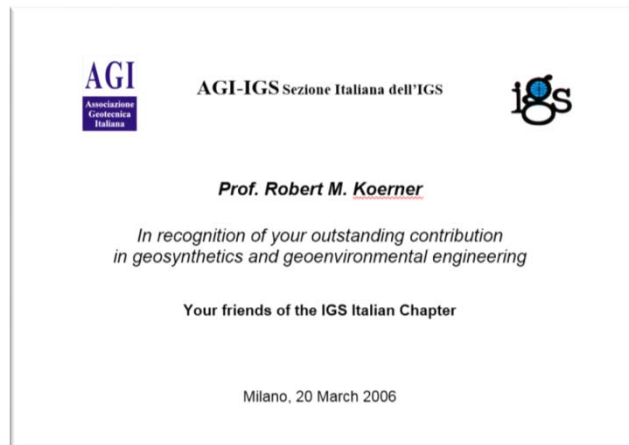 AGI
Associazione
Geotecnica
Italiana
AGI-IGS Sezione Italiana dell'IGS
igs
Prof. Robert M. Koerner
In recognition of your outstanding contribution
in geosynthetics and geoenvironmental engineering
Your friends of the IGS Italian Chapter
Milano, 20 March 2006